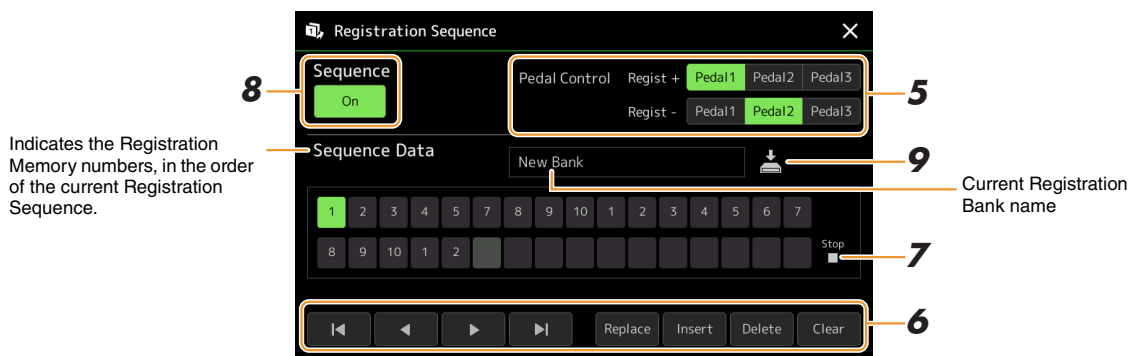 Registration Sequence
8
Sequence
On
Pedal Control Regist + Pedal1 Pedal2 Pedal3
Regist - Pedal1 Pedal2 Pedal3
5
Indicates the Registration
Memory numbers, in the order
of the current Registration
Sequence.
Sequence Data
New Bank
9
Current Registration
Bank name
1 2 3 4 5 7 8 9 10 1 2 3 4 5 6 7
8 9 10 1 2
Stop
7
Replace Insert Delete Clear
6